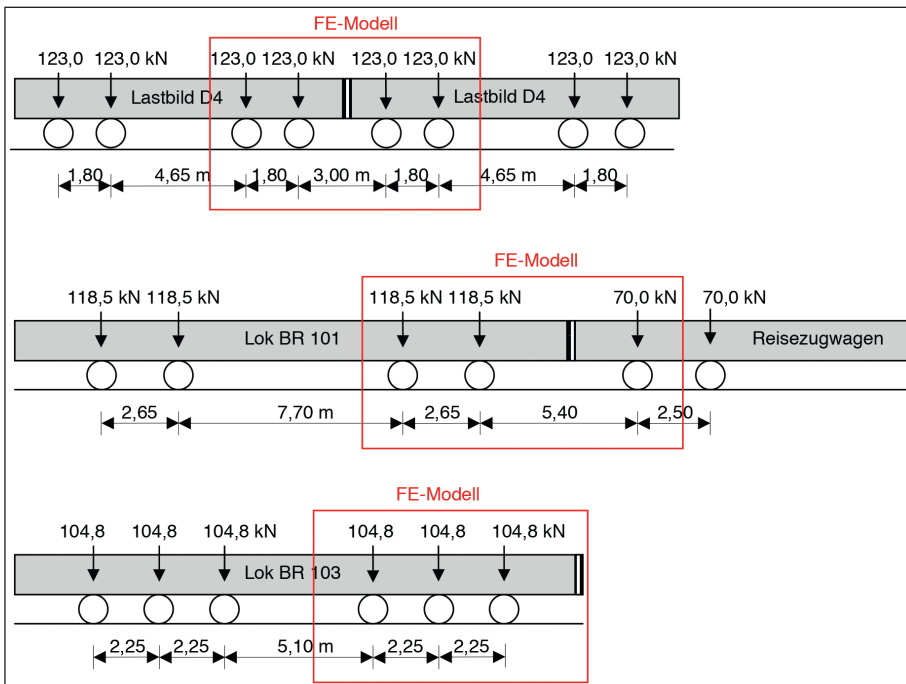 FE-Modell
123,0 123,0 kN 123,0 123,0 kN 123,0 123,0 kN 123,0 123,0 kN
Lastbild D4 Lastbild D4
1,80 4,65 m 1,80 3,00 m 1,80 4,65 m 1,80
FE-Modell
118,5 kN 118,5 kN 118,5 kN 118,5 kN 70,0 kN 70,0 kN
Lok BR 101 Reisezugwagen
2,65 7,70 m 2,65 5,40 2,50
FE-Modell
104,8 104,8 104,8 kN 104,8 104,8 104,8 kN
Lok BR 103
2,25 2,25 5,10 m 2,25 2,25